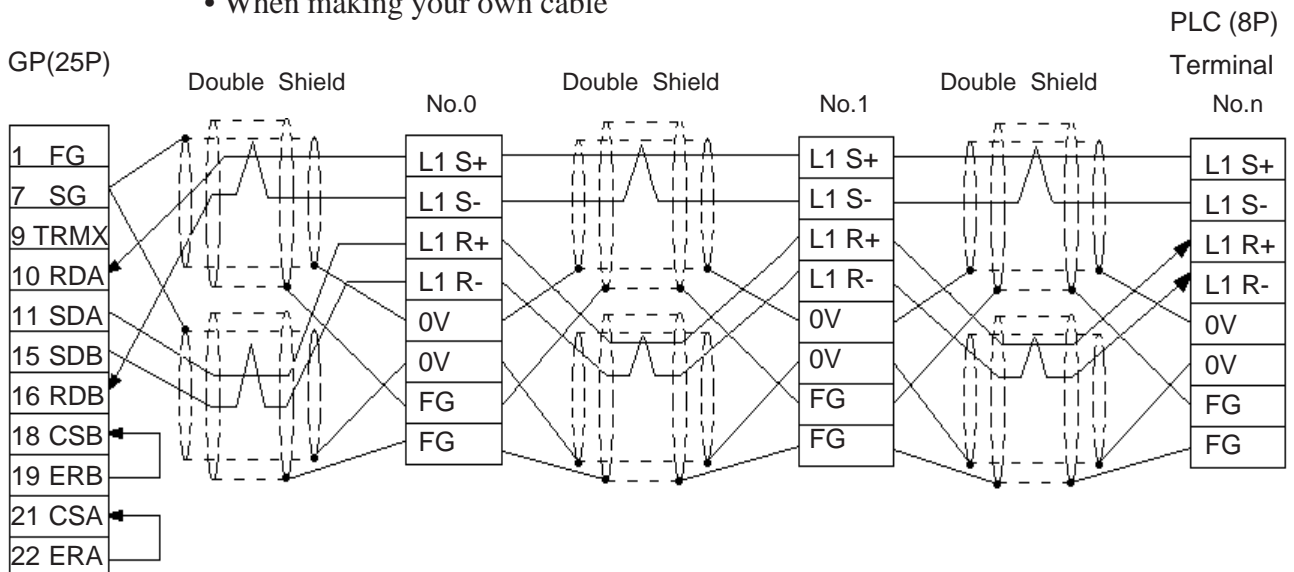 • When making your own cable
PLC (8P)
GP(25P)
Terminal
Double Shield
Double Shield
Double Shield
No.0
No.1
No.n
1 FG
7 SG
9 TRMX
10 RDA
11 SDA
15 SDB
16 RDB
18 CSB
19 ERB
21 CSA
22 ERA
L1 S+
L1 S-
L1 R+
L1 R-
0V
0V
FG
FG
L1 S+
L1 S-
L1 R+
L1 R-
0V
0V
FG
FG
L1 S+
L1 S-
L1 R+
L1 R-
0V
0V
FG
FG